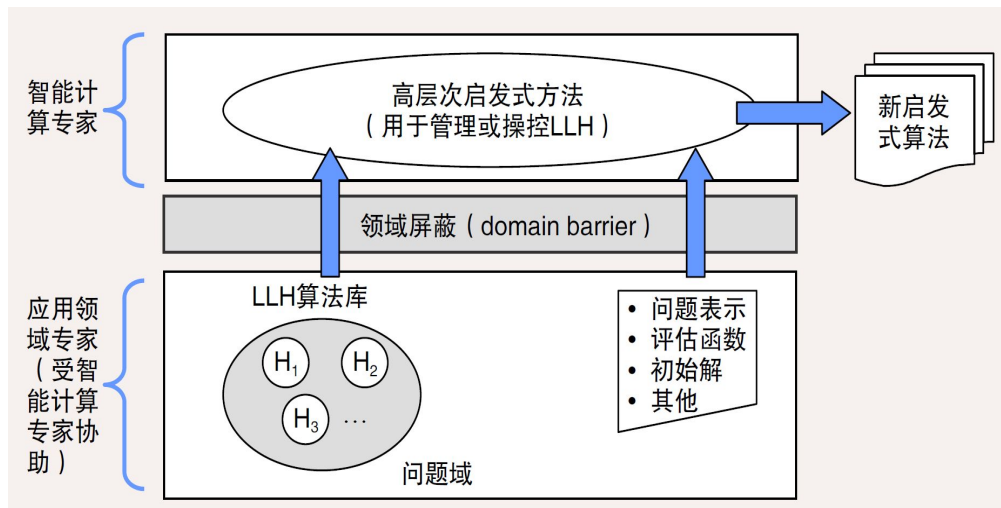 智能计
算专家
高层次启发式方法
（用于管理或操控LLH）
新启发
式算法
领域屏蔽（domain barrier）
应用领
域专家
（受智
能计算
专家协
助）
LLH算法库
H₁
H₂
H₃ …
问题域
• 问题表示
• 评估函数
• 初始解
• 其他